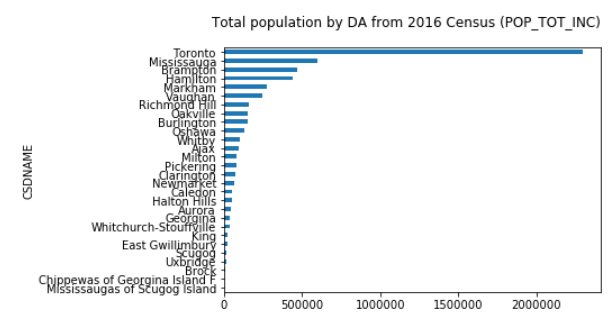 Total population by DA from 2016 Census (POP_TOT_INC)
Toronto
Mississauga
Brampton
Hamilton
Markham
Vaughan
Richmond Hill
Oakville
Burlington
Oshawa
Whitby
Ajax
Milton
Pickering
Clarington
Newmarket
Caledon
Halton Hills
Aurora
Georgina
Whitchurch-Stouffville
King
East Gwillimbury
Scugog
Uxbridge
Brock
Chippewas of Georgina Island F
Mississaugas of Scugog Island
CSDNAME
0 500000 1000000 1500000 2000000